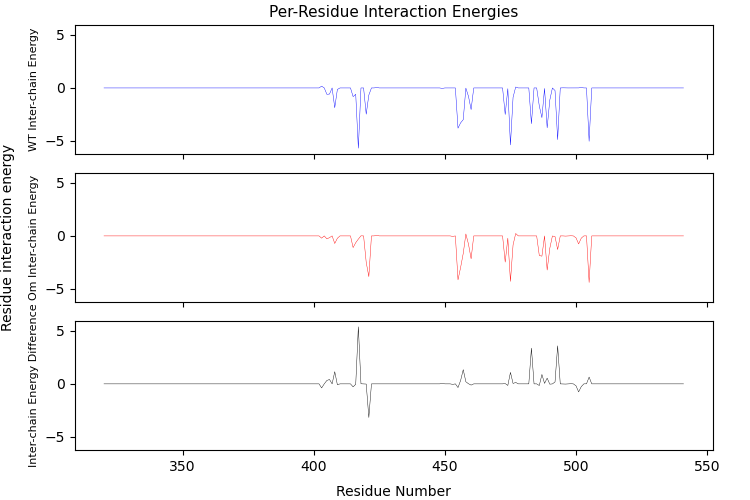 Per-Residue Interaction Energies
Residue interaction energy
WT Inter-chain Energy
5
0
−5
Om Inter-chain Energy
5
0
−5
Inter-chain Energy Difference
5
0
−5
350
400
450
500
550
Residue Number